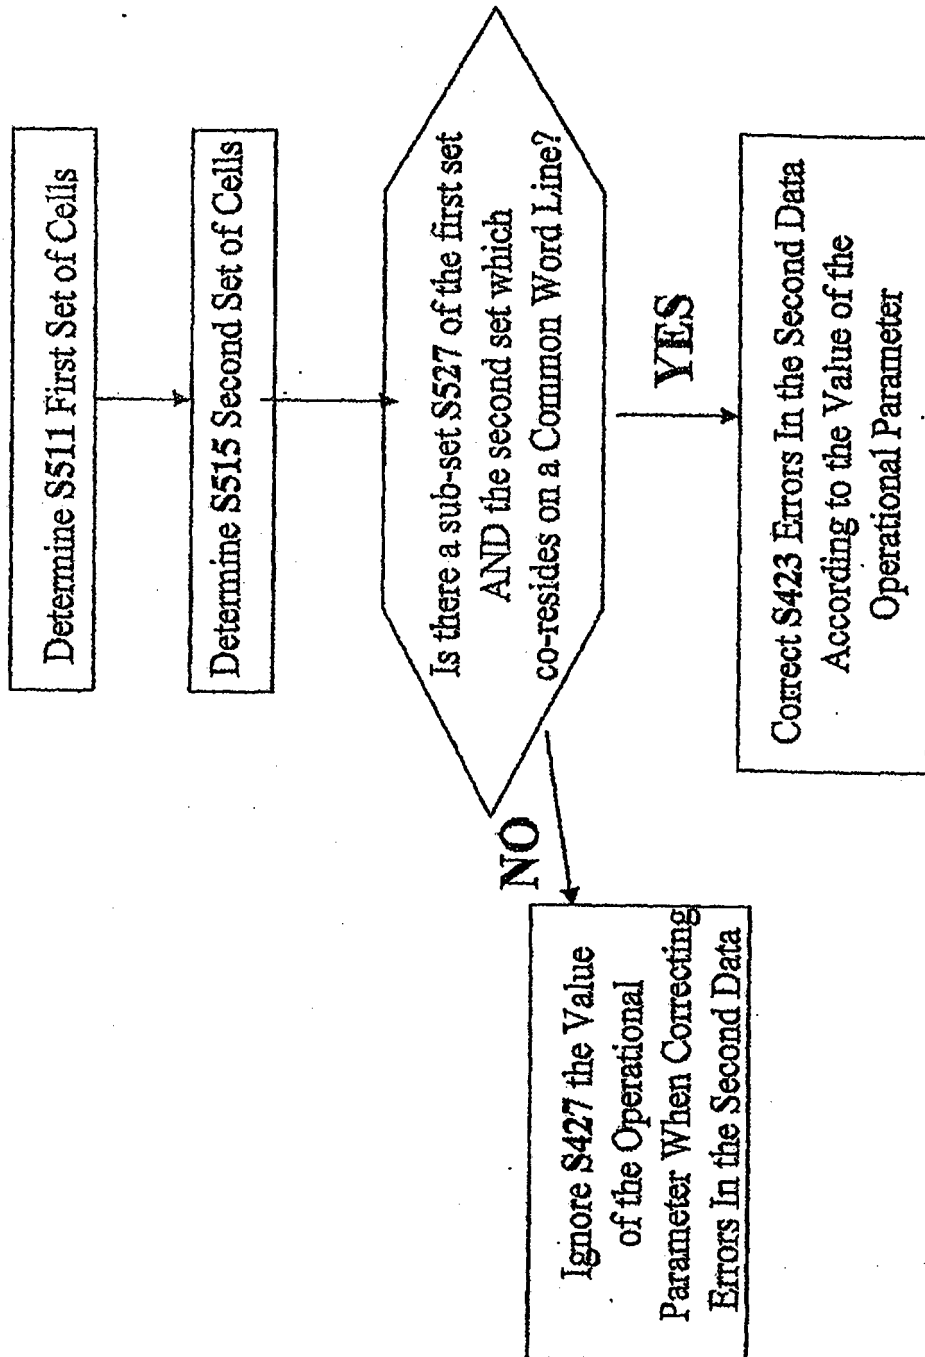 Determine S511 First Set of Cells
Determine S515 Second Set of Cells
Is there a sub-set S527 of the first set
AND the second set which
co-resides on a Common Word Line?
NO
YES
Ignore S427 the Value
of the Operational
Parameter When Correcting
Errors In the Second Data
Correct S423 Errors In the Second Data
According to the Value of the
Operational Parameter